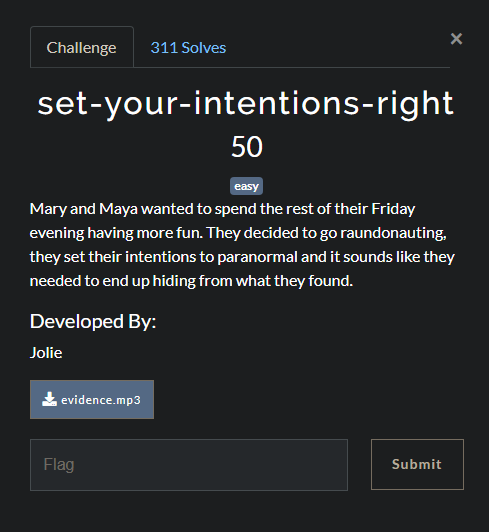 Challenge
311 Solves
×
set-your-intentions-right
50
easy
Mary and Maya wanted to spend the rest of their Friday
evening having more fun. They decided to go raundonauting,
they set their intentions to paranormal and it sounds like they
needed to end up hiding from what they found.
Developed By:
Jolie
evidence.mp3
Flag
Submit